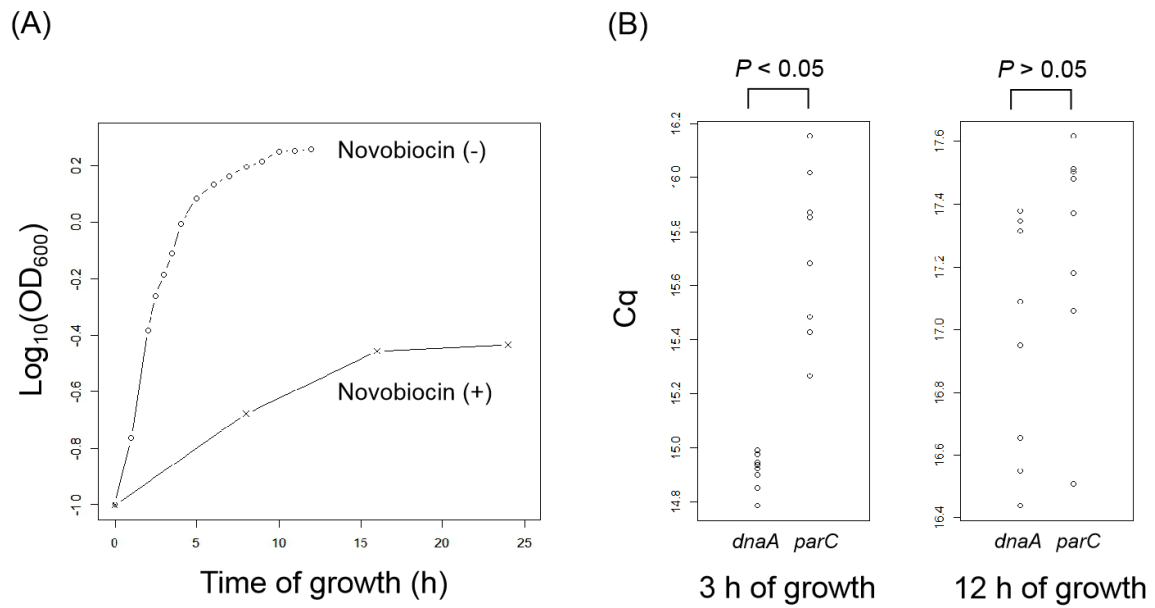 (A)
(B)
P < 0.05
P > 0.05
Novobiocin (-)
Novobiocin (+)
Log10(OD600)
0.2
0.0
-0.2
-0.4
-0.6
-0.8
-1.0
0
5
10
15
20
25
Time of growth (h)
Cq
16.2
16.0
15.8
15.6
15.4
15.2
15.0
14.8
dnaA parC
3 h of growth
17.6
17.4
17.2
17.0
16.8
16.6
16.4
dnaA parC
12 h of growth